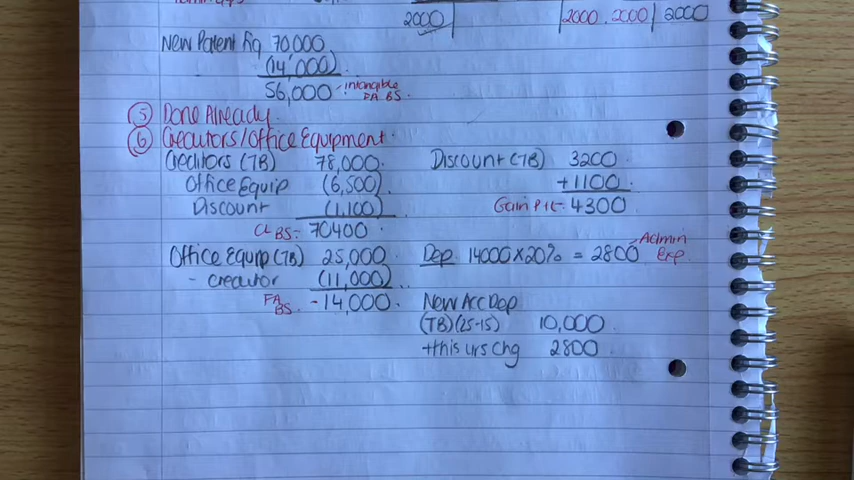 2000 2000 . 2000 2000
New Patent Fig 70,000
(14,000)
56,000 - Intangible FA BS.
⑤ Done Already.
⑥ Creditors/Office Equipment.
Creditors (TB) 78,000. Discount (TB) 3200
Office Equip (6,500) +1100
Discount (1,100) Gain P+L 4300
CL BS- 70400
Office Equip (TB) 25,000 Dep 14000 x 20% = 2800 Admin Exp.
- creditor (11,000)
FA BS. - 14,000. New Acc Dep
(TB) (25-15) 10,000
+this yrs chg 2800